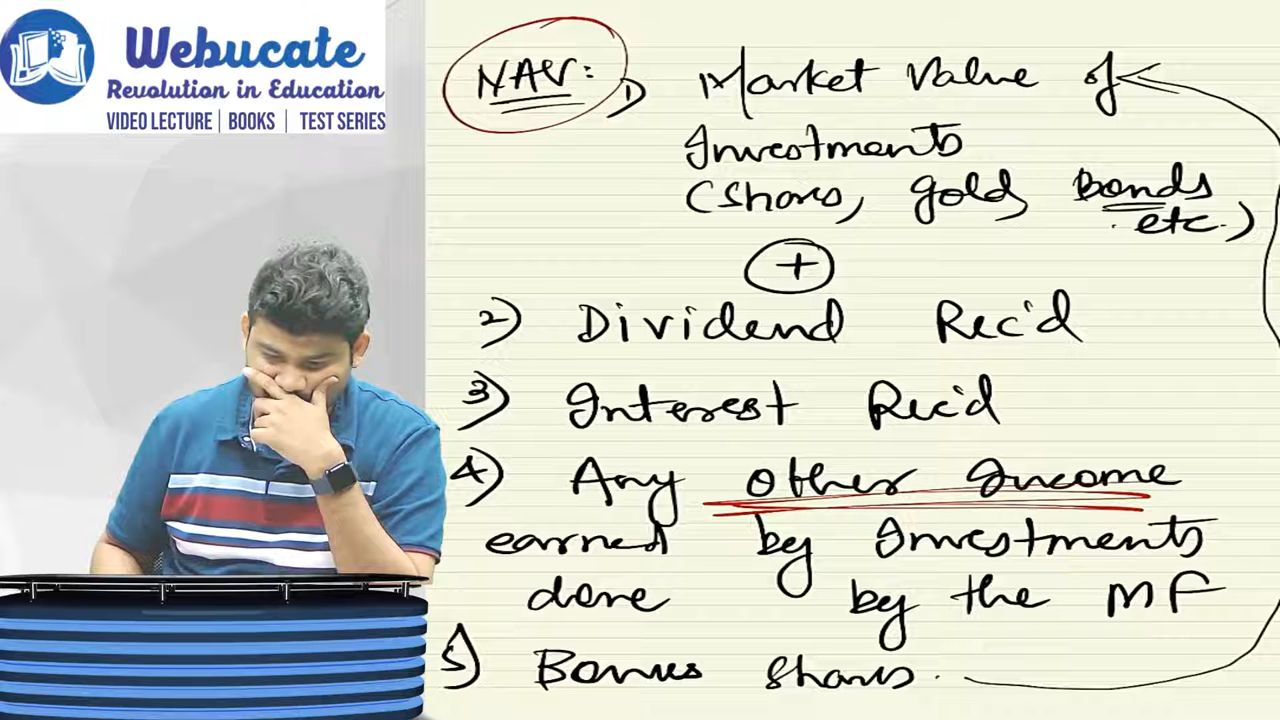 Webucate
Revolution in Education
VIDEO LECTURE | BOOKS | TEST SERIES
NAV: 1) Market Value of
Investments
(Shares, Gold Bonds
etc.)
+
2) Dividend Rec'd
3) Interest Rec'd
4) Any other Income
earned by Investments
done by the MF
5) Bonus Shares.